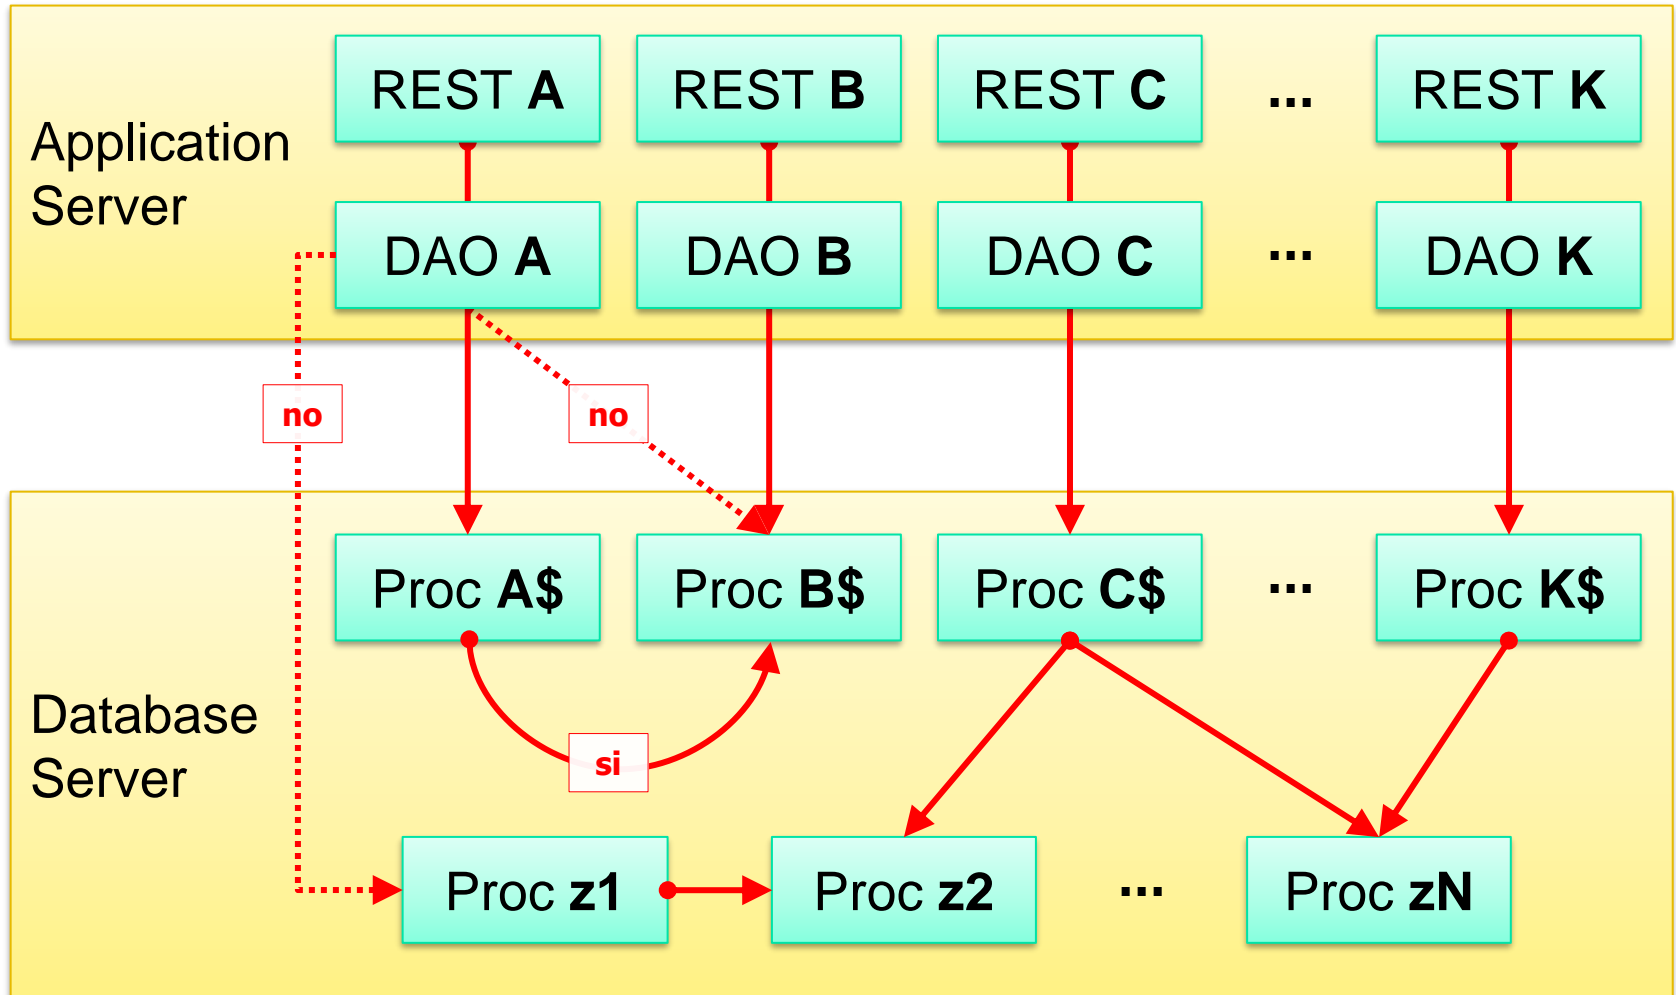 REST A
REST B
REST C
...
REST K
Application
Server
DAO A
DAO B
DAO C
...
DAO K
no
no
Proc A$
Proc B$
Proc C$
...
Proc K$
Database
Server
si
Proc z1
Proc z2
...
Proc zN